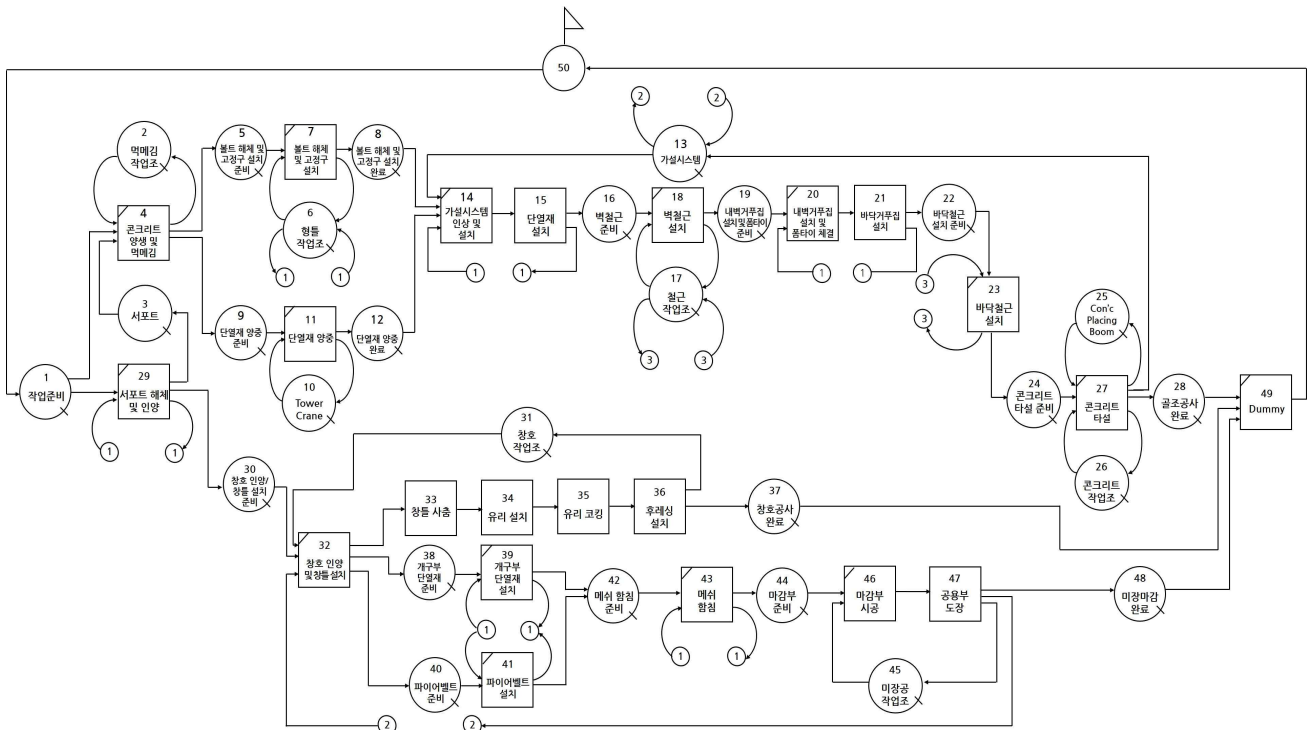 50
2
먹메김
작업조
5
볼트 해체 및
고정구 설치
준비
7
볼트 해체
및 고정구
설치
8
볼트 해체 및
고정구 설치
완료
2
2
13
가설시스템
4
콘크리트
양생 및
먹메김
6
형틀
작업조
1
1
14
가설시스템
인상 및
설치
15
단열재
설치
16
벽철근
준비
18
벽철근
설치
19
내벽거푸집
설치및폼타이
준비
20
내벽거푸집
설치 및
폼타이 체결
21
바닥거푸집
설치
22
바닥철근
설치 준비
1
1
17
철근
작업조
3
3
1
1
3
3
23
바닥철근
설치
3
서포트
9
단열재 양중
준비
11
단열재 양중
12
단열재 양중
완료
10
Tower
Crane
25
Con'c
Placing
Boom
1
작업준비
29
서포트 해체
및 인양
1
1
24
콘크리트
타설 준비
27
콘크리트
타설
28
골조공사
완료
49
Dummy
26
콘크리트
작업조
31
창호
작업조
30
창호 인양/
창틀 설치
준비
33
창틀 사춤
34
유리 설치
35
유리 코킹
36
후레싱
설치
37
창호공사
완료
32
창호 인양
및창틀설치
38
개구부
단열재
준비
39
개구부
단열재
설치
1
1
42
메쉬 함침
준비
43
메쉬
함침
1
1
44
마감부
준비
46
마감부
시공
47
공용부
도장
48
미장마감
완료
40
파이어벨트
준비
41
파이어벨트
설치
45
미장공
작업조
2
2